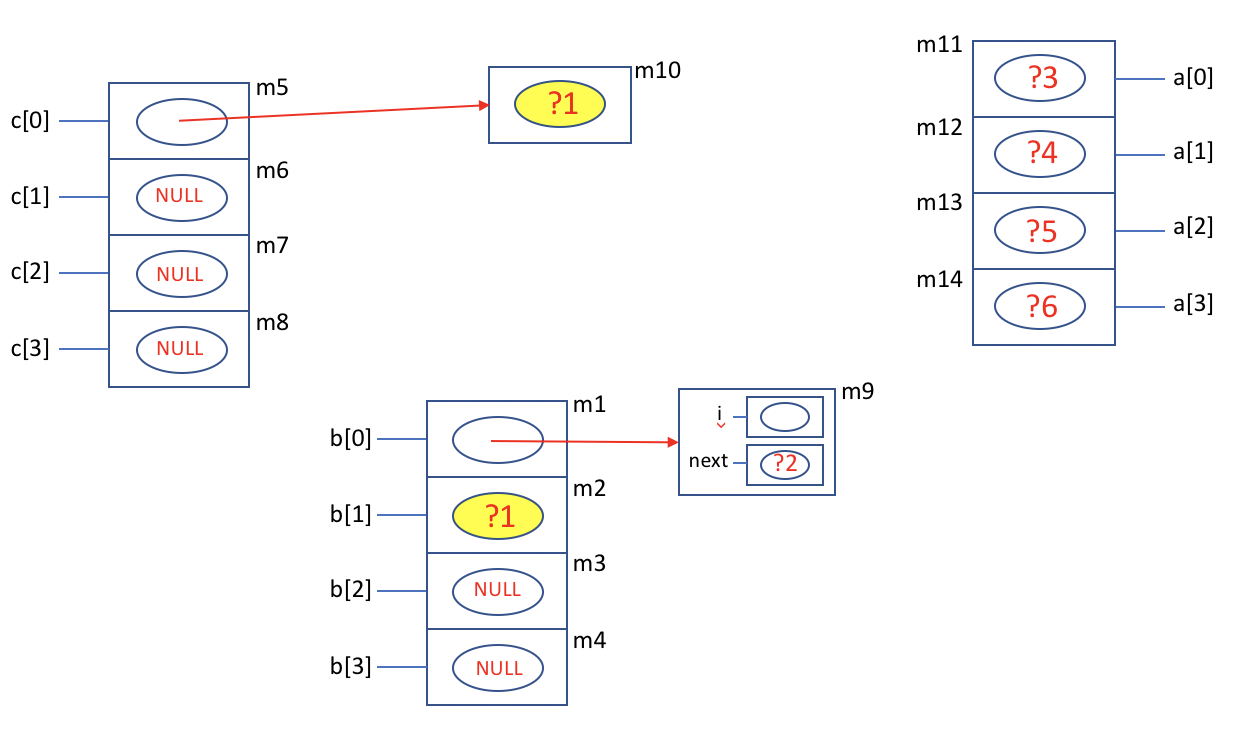 c[0]
m5
c[1]
NULL
m6
c[2]
NULL
m7
c[3]
NULL
m8
?1
m10
m11
?3
a[0]
m12
?4
a[1]
m13
?5
a[2]
m14
?6
a[3]
b[0]
m1
b[1]
?1
m2
b[2]
NULL
m3
b[3]
NULL
m4
i
m9
next
?2